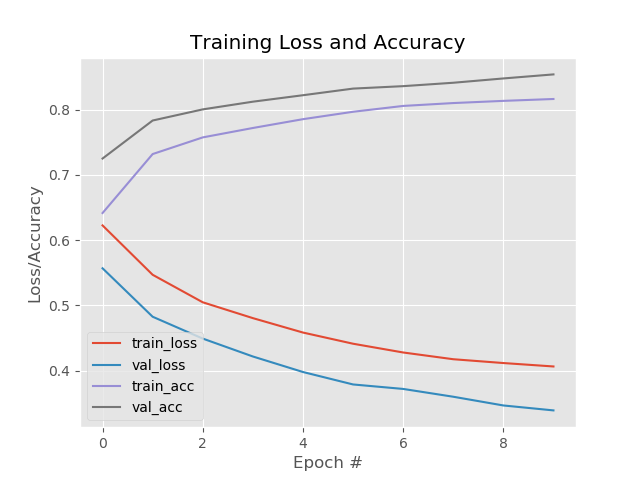 Training Loss and Accuracy
Loss/Accuracy
0.8
0.7
0.6
0.5
0.4
train_loss
val_loss
train_acc
val_acc
0 2 4 6 8
Epoch #